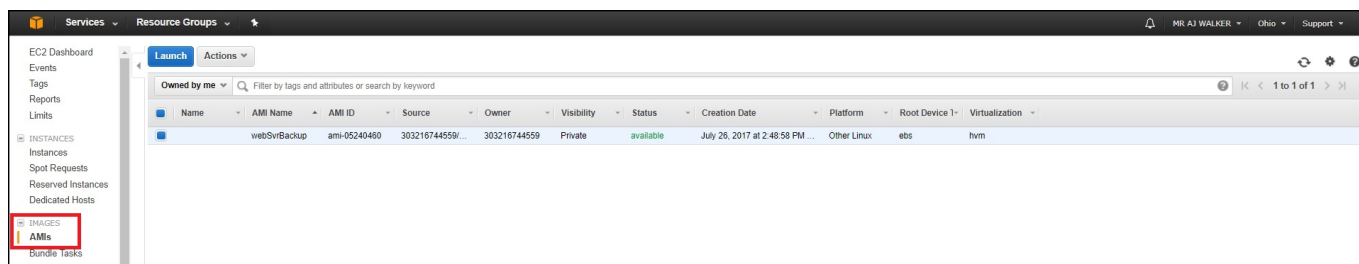 Services Resource Groups MR AJ WALKER Ohio Support
EC2 Dashboard
Events
Tags
Reports
Limits
INSTANCES
Instances
Spot Requests
Reserved Instances
Dedicated Hosts
IMAGES
AMIs
Bundle Tasks
Launch Actions
Owned by me Filter by tags and attributes or search by keyword 1 to 1 of 1
Name AMI Name AMI ID Source Owner Visibility Status Creation Date Platform Root Device T Virtualization
webSvrBackup ami-05240460 303216744559/... 303216744559 Private available July 26, 2017 at 2:48:58 PM ... Other Linux ebs hvm